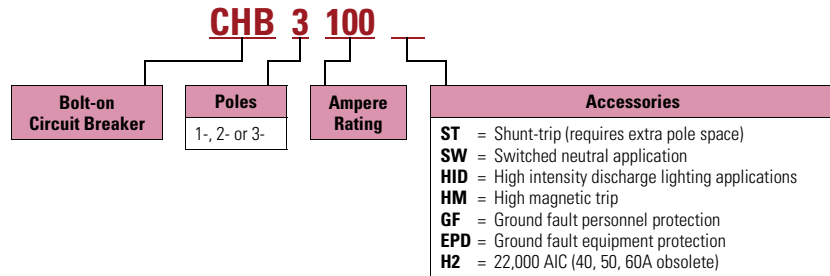 CHB 3 100
Bolt-on
Circuit Breaker
Poles
1-, 2- or 3-
Ampere
Rating
Accessories
ST = Shunt-trip (requires extra pole space)
SW = Switched neutral application
HID = High intensity discharge lighting applications
HM = High magnetic trip
GF = Ground fault personnel protection
EPD = Ground fault equipment protection
H2 = 22,000 AIC (40, 50, 60A obsolete)